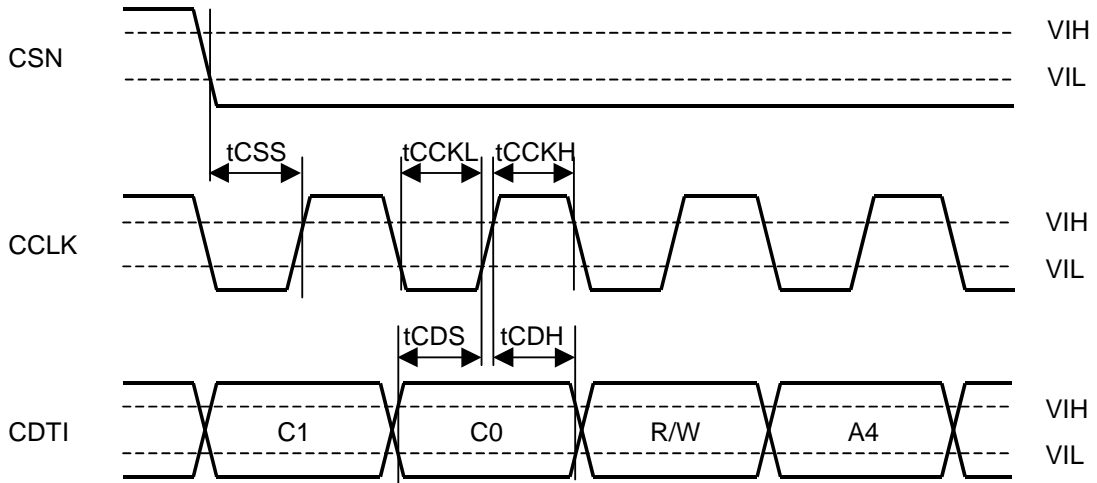 VIH
CSN
VIL
tCSS tCCKL tCCKH
VIH
CCLK
VIL
tCDS tCDH
VIH
CDTI C1 C0 R/W A4
VIL